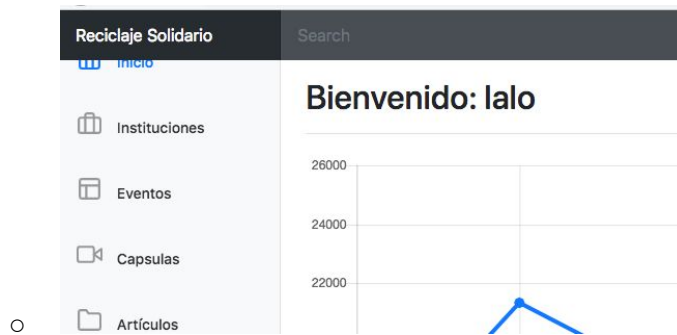 Reciclaje Solidario
Search
Inicio
Instituciones
Eventos
Capsulas
Artículos
Bienvenido: lalo
26000
24000
22000